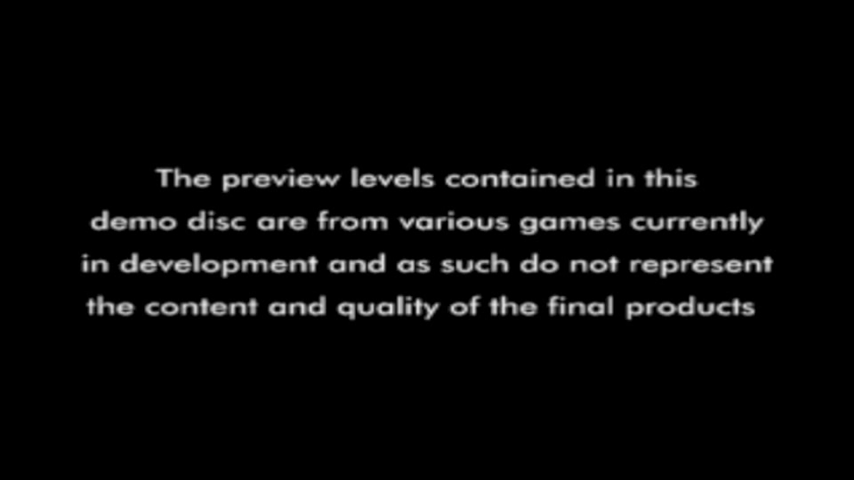 The preview levels contained in this
demo disc are from various games currently
in development and as such do not represent
the content and quality of the final products